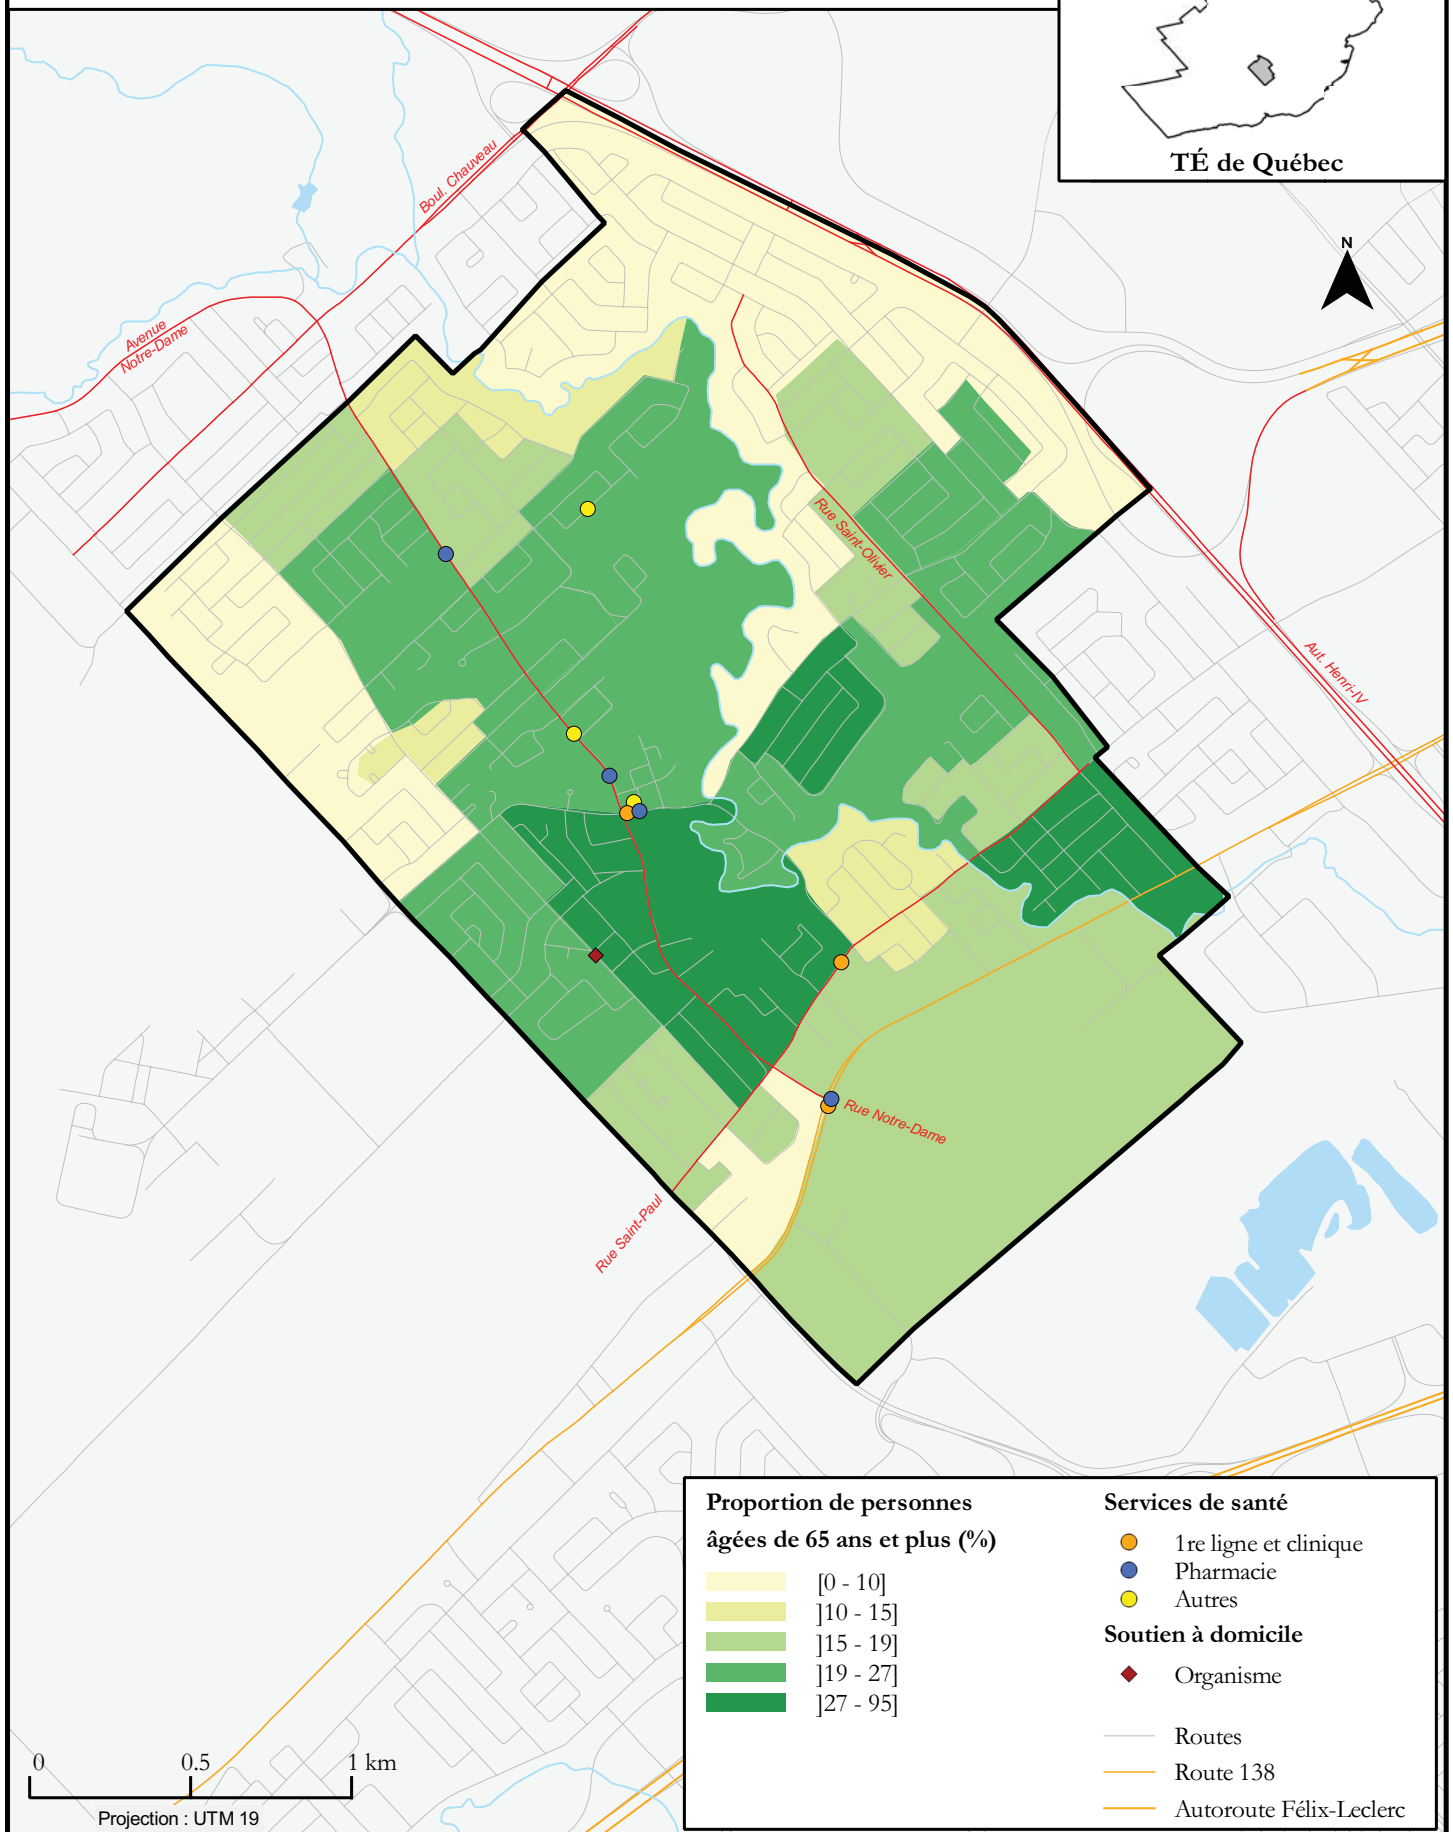 TÉ de Québec
N
Boul. Chauveau
Avenue
Notre-Dame
Rue Saint-Olivier
Aut. Henri-IV
Rue Notre-Dame
Rue Saint-Paul
Proportion de personnes
âgées de 65 ans et plus (%)
[0 - 10]
]10 - 15]
]15 - 19]
]19 - 27]
]27 - 95]
Services de santé
1re ligne et clinique
Pharmacie
Autres
Soutien à domicile
Organisme
Routes
Route 138
Autoroute Félix-Leclerc
0 0.5 1 km
Projection : UTM 19